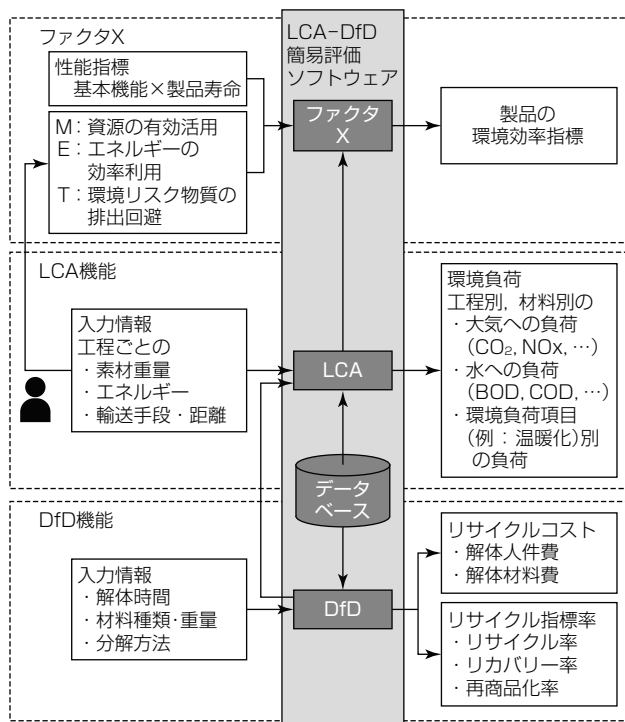 ファクタX
性能指標
基本機能×製品寿命
M:資源の有効活用
E:エネルギーの
効率利用
T:環境リスク物質の
排出回避
LCA-DfD
簡易評価
ソフトウェア
ファクタ
X
製品の
環境効率指標
LCA機能
入力情報
工程ごとの
・素材重量
・エネルギー
・輸送手段・距離
LCA
環境負荷
工程別,材料別の
・大気への負荷
(CO₂, NOx, …)
・水への負荷
(BOD, COD, …)
・環境負荷項目
(例:温暖化)別
の負荷
データ
ベース
DfD機能
入力情報
・解体時間
・材料種類・重量
・分解方法
DfD
リサイクルコスト
・解体人件費
・解体材料費
リサイクル指標率
・リサイクル率
・リカバリー率
・再商品化率